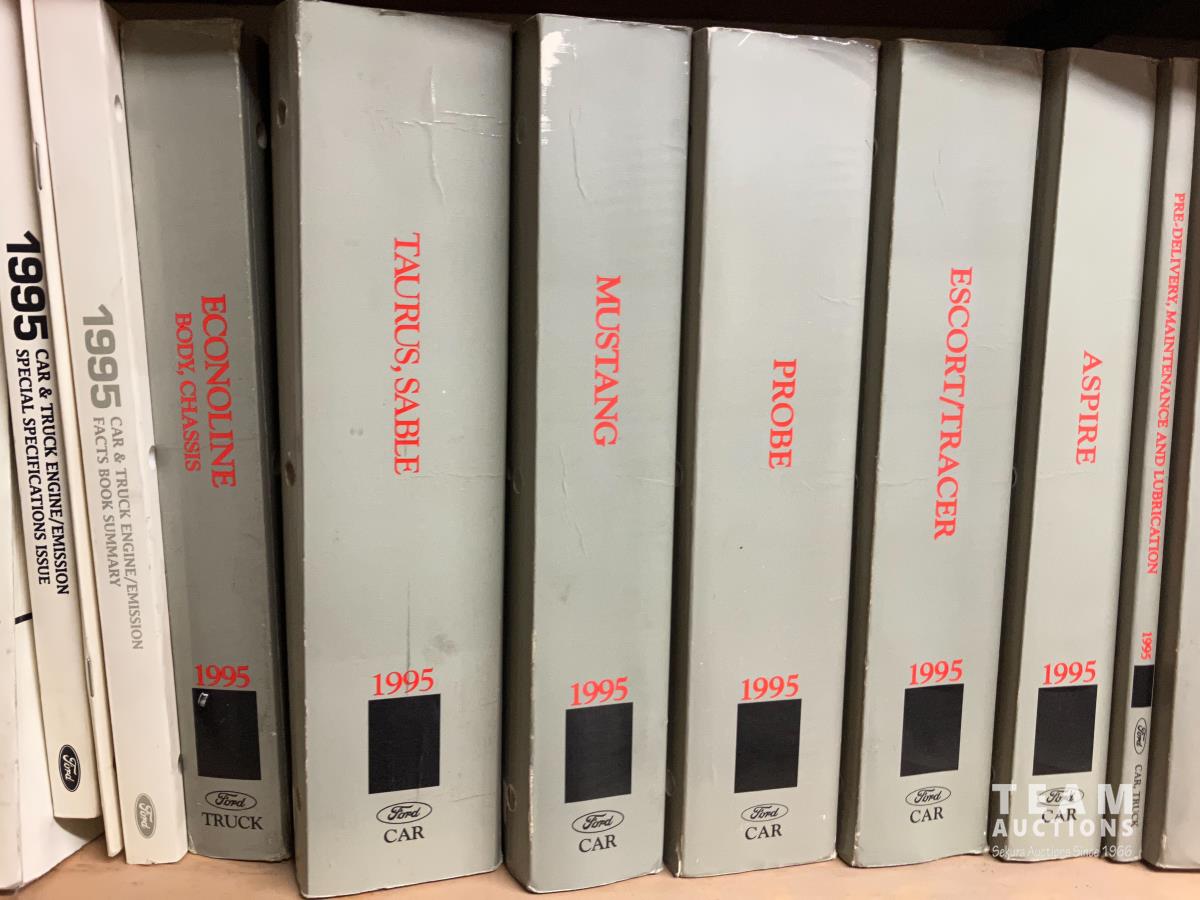 1995 CAR & TRUCK ENGINE/EMISSION
SPECIAL SPECIFICATIONS ISSUE
Ford
1995 CAR & TRUCK ENGINE/EMISSION
FACTS BOOK SUMMARY
Ford
ECONOLINE
BODY, CHASSIS
1995
Ford
TRUCK
TAURUS, SABLE
1995
Ford
CAR
MUSTANG
1995
Ford
CAR
PROBE
1995
Ford
CAR
ESCORT/TRACER
1995
Ford
CAR
ASPIRE
1995
Ford
CAR
PRE-DELIVERY, MAINTENANCE AND LUBRICATION
1995
Ford
CAR, TRUCK
TEAM
AUCTIONS
Sekura Auctions Since 1966